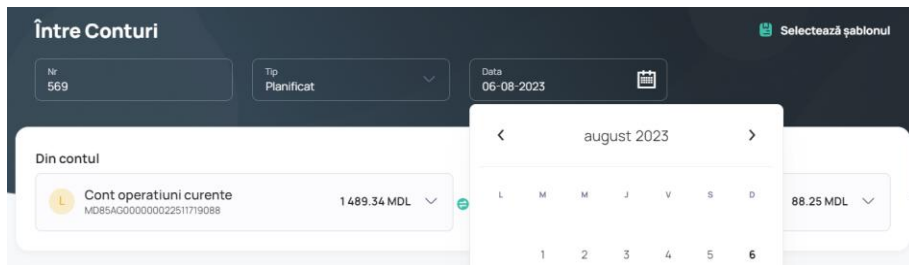 Între Conturi
Selectează șablonul
Nr
569
Tip
Planificat
Data
06-08-2023
august 2023
Din contul
Cont operatiuni curente
MD85AG000000022511719088
1 489.34 MDL
L M M J V S D
88.25 MDL
1 2 3 4 5 6
L